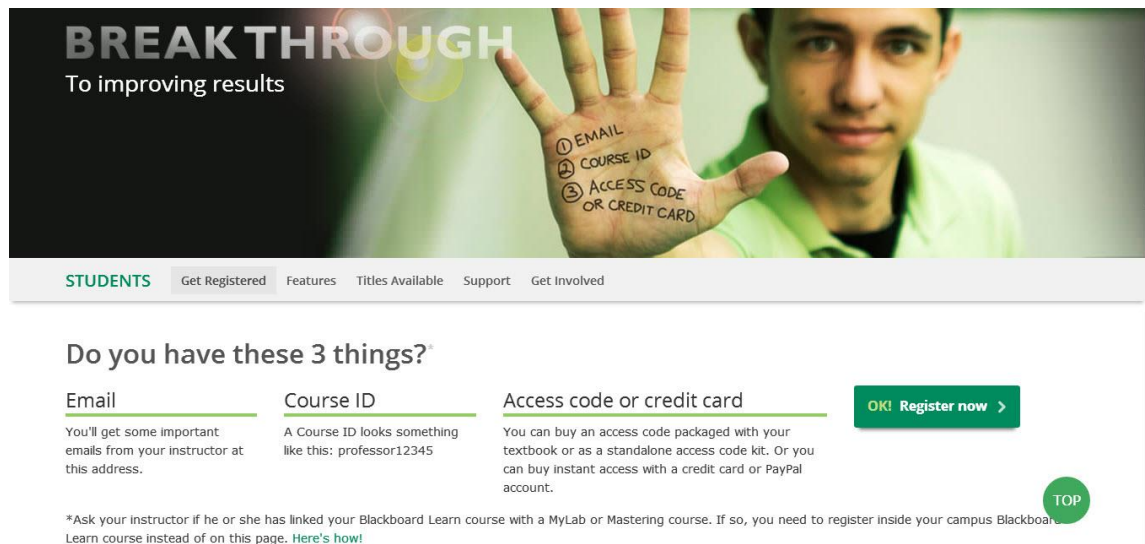 BREAKTHROUGH
To improving results
① EMAIL
② COURSE ID
③ ACCESS CODE
OR CREDIT CARD
STUDENTS Get Registered Features Titles Available Support Get Involved
Do you have these 3 things?*
Email
You'll get some important
emails from your instructor at
this address.
Course ID
A Course ID looks something
like this: professor12345
Access code or credit card
You can buy an access code packaged with your
textbook or as a standalone access code kit. Or you
can buy instant access with a credit card or PayPal
account.
OK! Register now >
TOP
*Ask your instructor if he or she has linked your Blackboard Learn course with a MyLab or Mastering course. If so, you need to register inside your campus Blackboard
Learn course instead of on this page. Here's how!